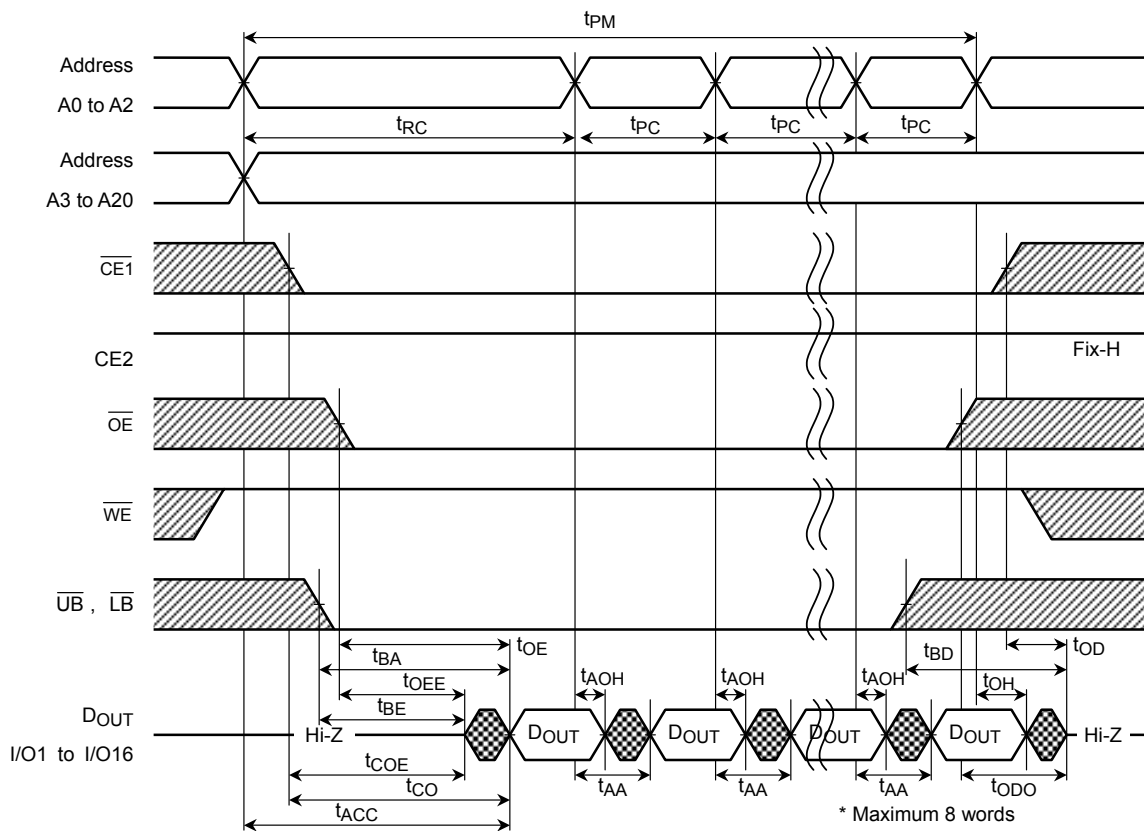 tPM
Address
A0 to A2
tRC tPC tPC tPC
Address
A3 to A20
CE1
CE2
Fix-H
OE
WE
UB , LB
tOE
tBA tBD tOD
tOEE tAOH tAOH tAOH tOH
tBE
DOUT
I/O1 to I/O16
Hi-Z DOUT DOUT DOUT DOUT Hi-Z
tCOE
tCO
tAA tAA tAA tODO
tACC
* Maximum 8 words